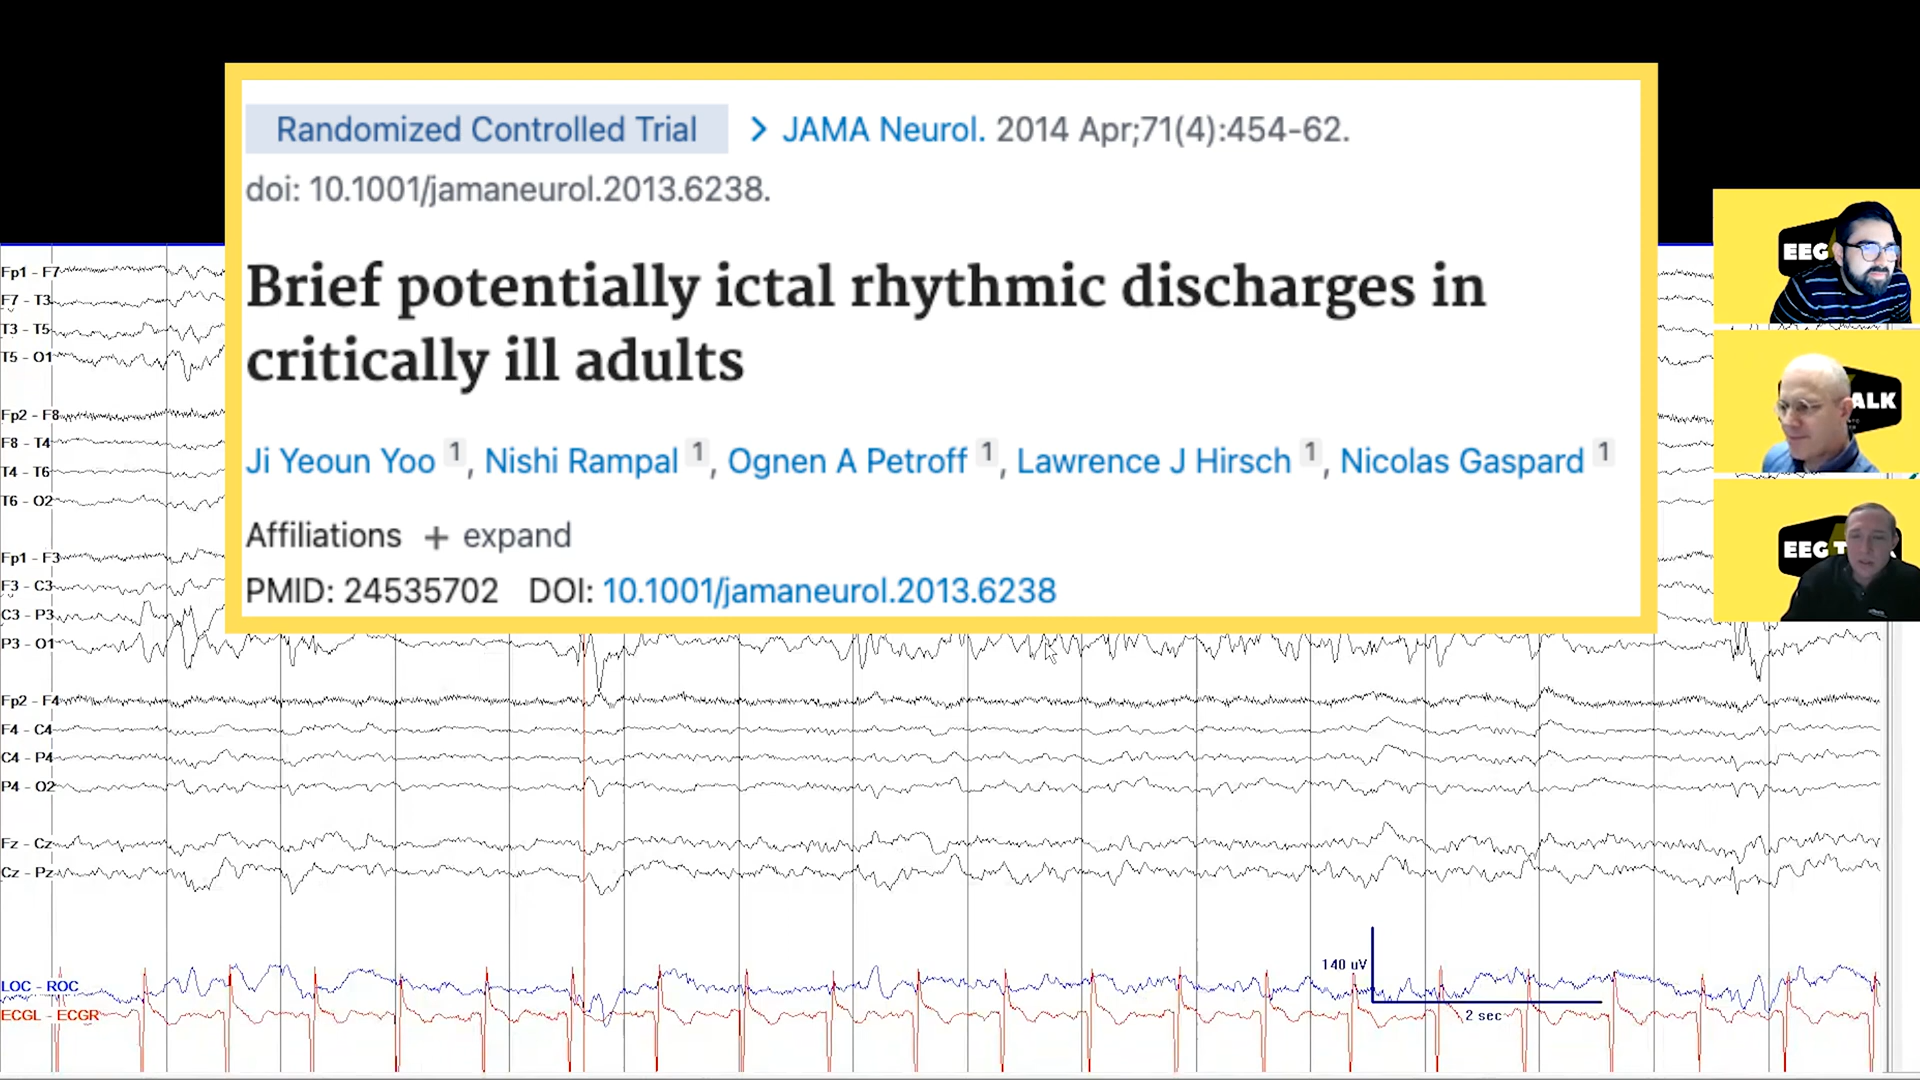 Randomized Controlled Trial > JAMA Neurol. 2014 Apr;71(4):454-62.
doi: 10.1001/jamaneurol.2013.6238.
Brief potentially ictal rhythmic discharges in
critically ill adults
Ji Yeoun Yoo 1, Nishi Rampal 1, Ognen A Petroff 1, Lawrence J Hirsch 1, Nicolas Gaspard 1
Affiliations + expand
PMID: 24535702 DOI: 10.1001/jamaneurol.2013.6238
Fp1 - F7
F7 - T3
T3 - T5
T5 - O1
Fp2 - F8
F8 - T4
T4 - T6
T6 - O2
Fp1 - F3
F3 - C3
C3 - P3
P3 - O1
Fp2 - F4
F4 - C4
C4 - P4
P4 - O2
Fz - Cz
Cz - Pz
LOC - ROC
ECGL - ECGR
140 uV
2 sec
EEG
ALK
EEG T